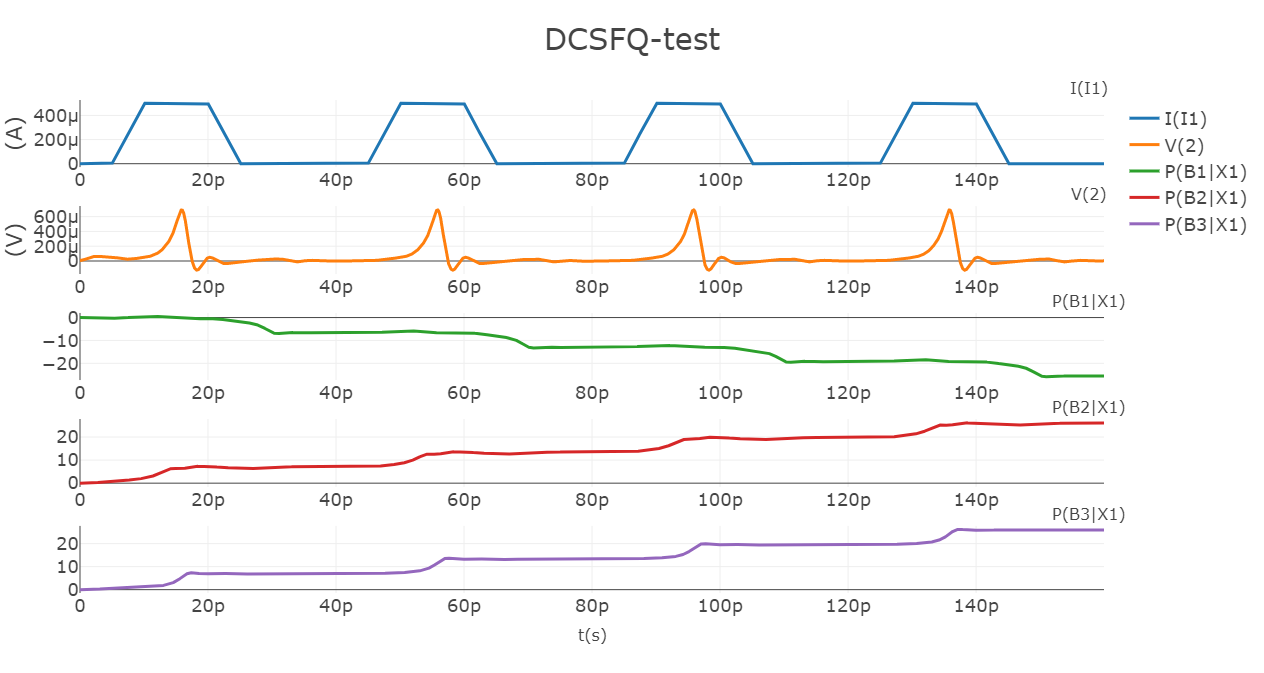 DCSFQ-test
I(I1)
(A)
400μ
200μ
0
0 20p 40p 60p 80p 100p 120p 140p
V(2)
(V)
600μ
400μ
200μ
0
0 20p 40p 60p 80p 100p 120p 140p
P(B1|X1)
0
−10
−20
0 20p 40p 60p 80p 100p 120p 140p
P(B2|X1)
20
10
0
0 20p 40p 60p 80p 100p 120p 140p
P(B3|X1)
20
10
0
0 20p 40p 60p 80p 100p 120p 140p
t(s)
I(I1)
V(2)
P(B1|X1)
P(B2|X1)
P(B3|X1)